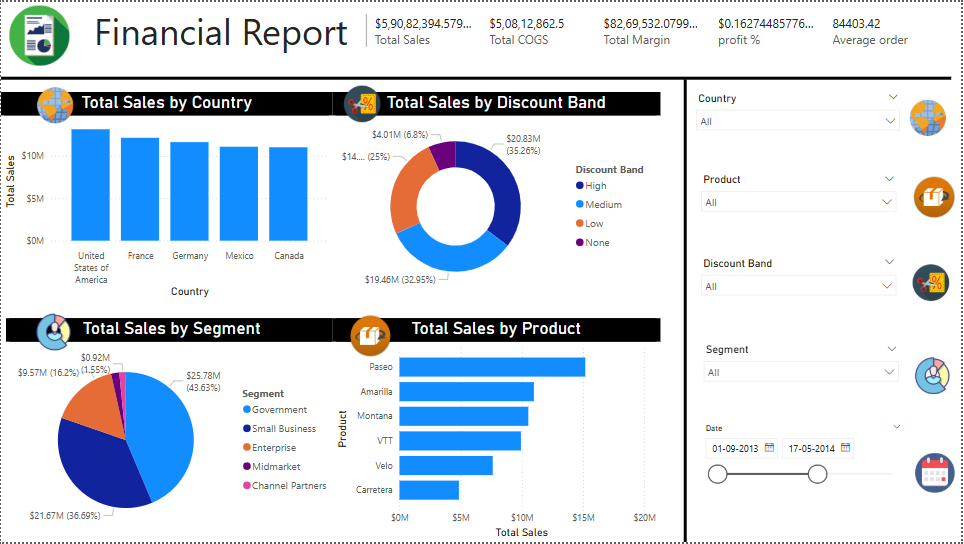 Financial Report
$5,90,82,394.579...
Total Sales
$5,08,12,862.5
Total COGS
$82,69,532.0799...
Total Margin
$0.16274485776...
profit %
84403.42
Average order
Total Sales by Country
Total Sales
$10M
$5M
$0M
United
States of
America
France
Germany
Mexico
Canada
Country
Total Sales by Discount Band
$4.01M (6.8%)
$20.83M
(35.26%)
$14.... (25%)
$19.46M (32.95%)
Discount Band
High
Medium
Low
None
Total Sales by Segment
$0.92M
(1.55%)
$9.57M (16.2%)
$25.78M
(43.63%)
$21.67M (36.69%)
Segment
Government
Small Business
Enterprise
Midmarket
Channel Partners
Total Sales by Product
Product
Paseo
Amarilla
Montana
VTT
Velo
Carretera
$0M
$5M
$10M
$15M
$20M
Total Sales
Country
All
Product
All
Discount Band
All
Segment
All
Date
01-09-2013
17-05-2014